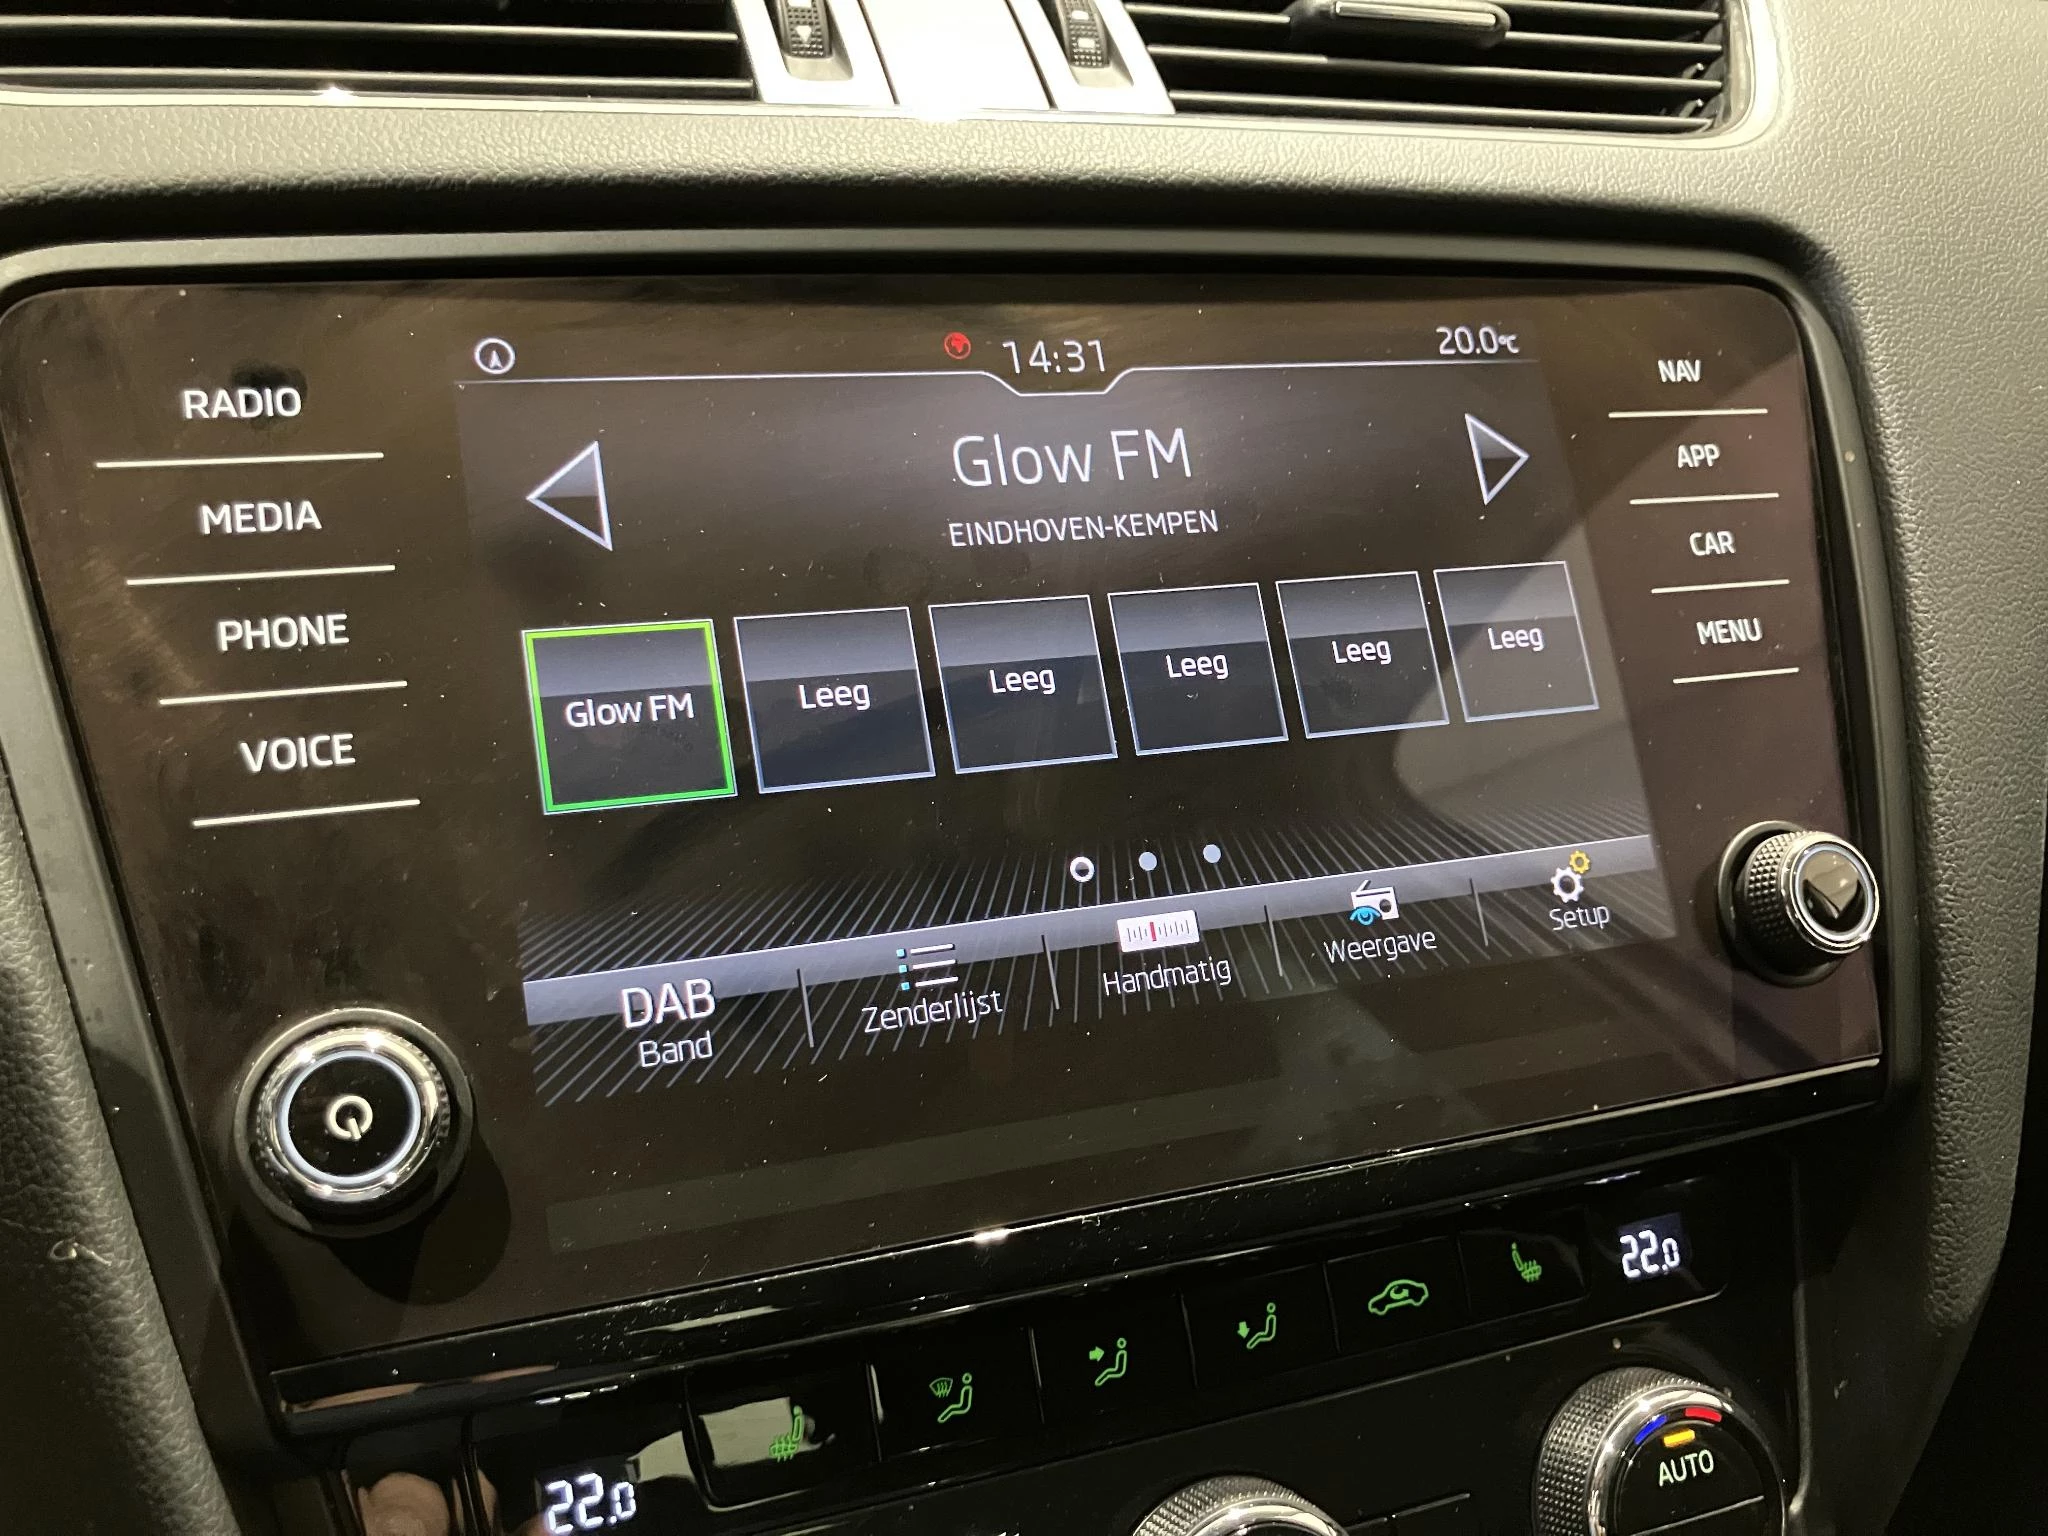 14:31
20.0°C
RADIO
MEDIA
PHONE
VOICE
Glow FM
EINDHOVEN-KEMPEN
Glow FM
Leeg
Leeg
Leeg
Leeg
Leeg
DAB
Band
Zenderlijst
Handmatig
Weergave
Setup
NAV
APP
CAR
MENU
22.0
22.0
AUTO